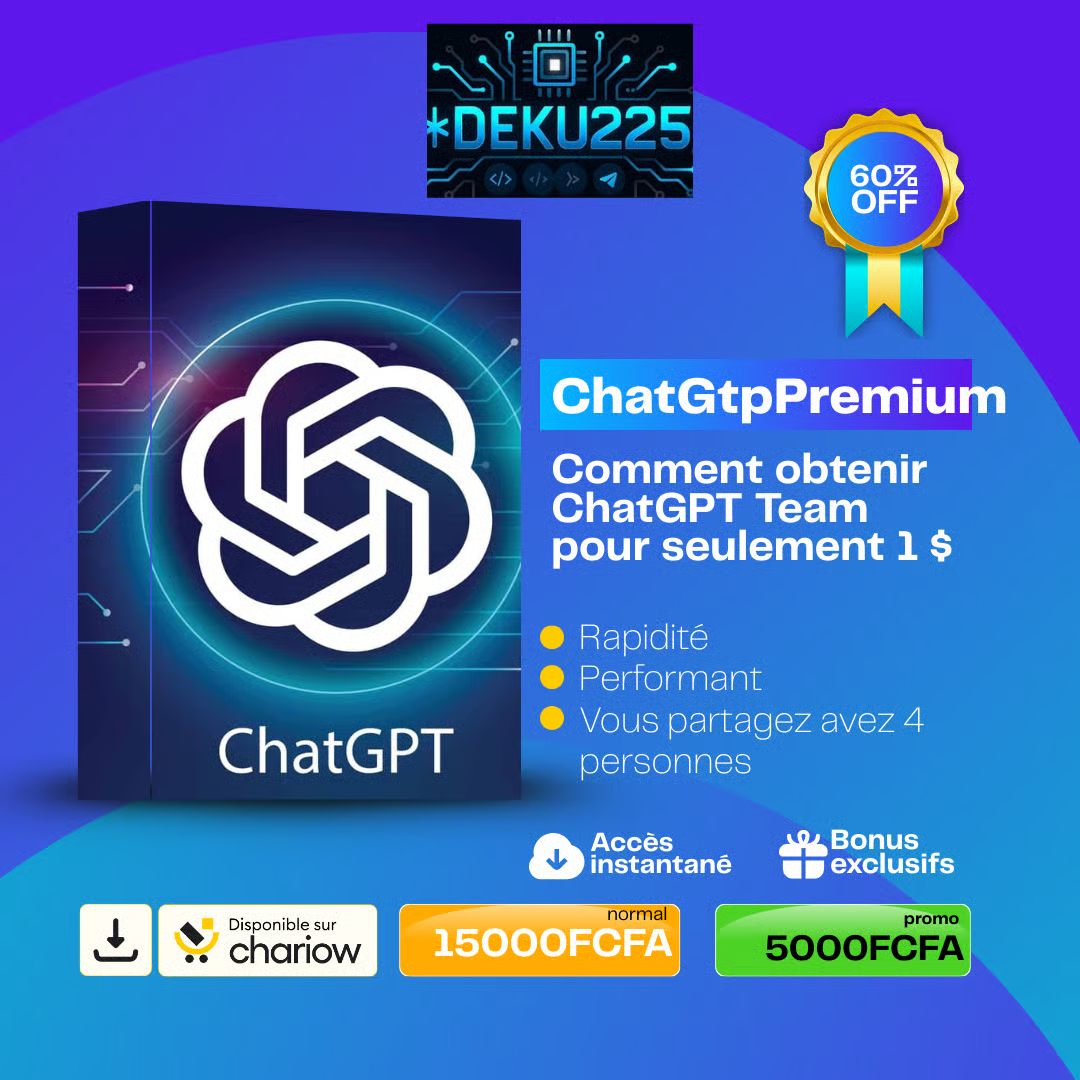 *DEKU225
60%
OFF
ChatGtpPremium
Comment obtenir
ChatGPT Team
pour seulement 1 $
Rapidité
Performant
Vous partagez avez 4
personnes
ChatGPT
Accès
instantané
Bonus
exclusifs
Disponible sur
chariow
normal
15000FCFA
promo
5000FCFA